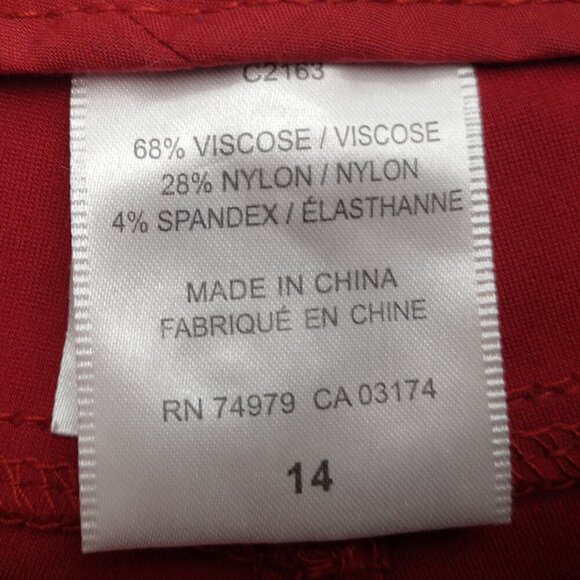 C2163
68% VISCOSE / VISCOSE
28% NYLON / NYLON
4% SPANDEX / ÉLASTHANNE
MADE IN CHINA
FABRIQUÉ EN CHINE
RN 74979 CA 03174
14